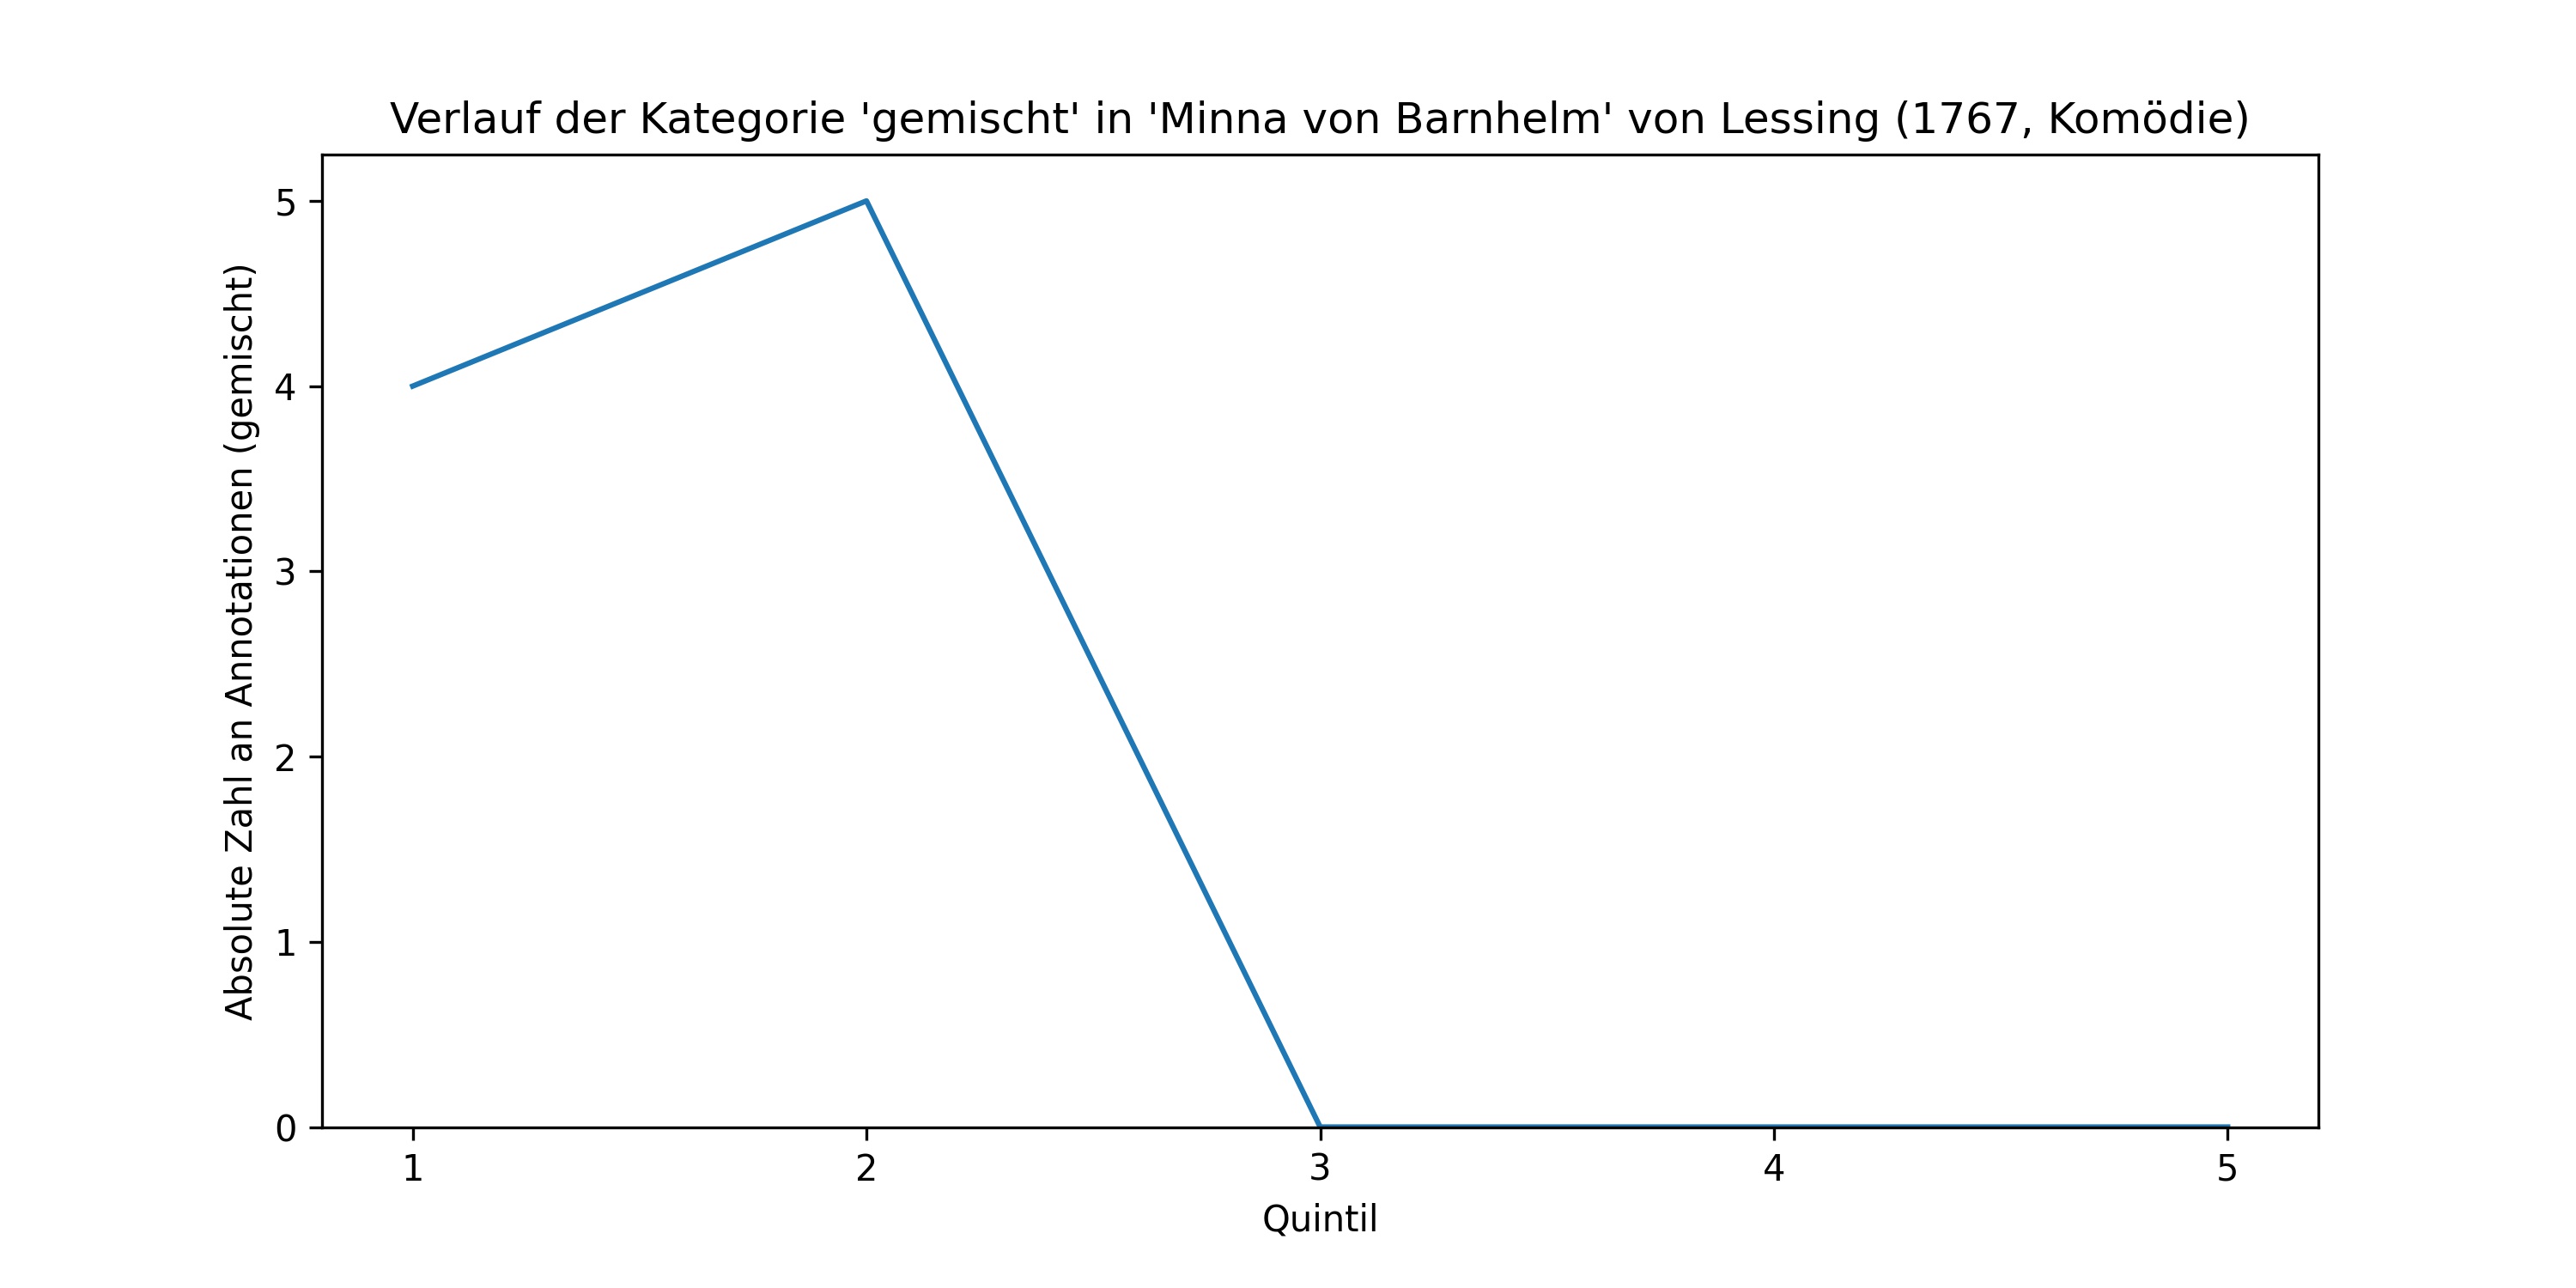 Verlauf der Kategorie 'gemischt' in 'Minna von Barnhelm' von Lessing (1767, Komödie)
Absolute Zahl an Annotationen (gemischt)
5
4
3
2
1
0
1 2 3 4 5
Quintil